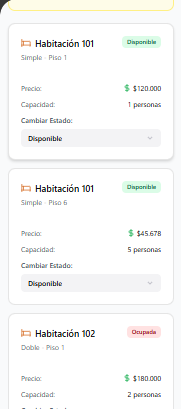 Habitación 101
Disponible
Simple · Piso 1
Precio:
$ $120.000
Capacidad:
1 personas
Cambiar Estado:
Disponible
Habitación 101
Disponible
Simple · Piso 6
Precio:
$ $45.678
Capacidad:
5 personas
Cambiar Estado:
Disponible
Habitación 102
Ocupada
Doble · Piso 1
Precio:
$ $180.000
Capacidad:
2 personas